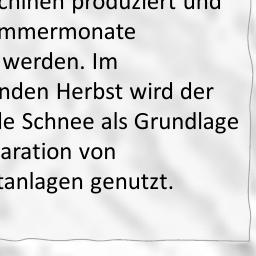 chinen produziert und
mmermonate
werden. Im
nden Herbst wird der
le Schnee als Grundlage
aration von
tanlagen genutzt.